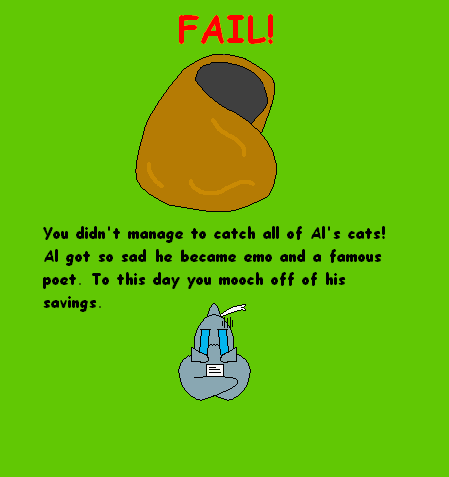 FAIL!
You didn't manage to catch all of Al's cats!
Al got so sad he became emo and a famous
poet. To this day you mooch off of his
savings.